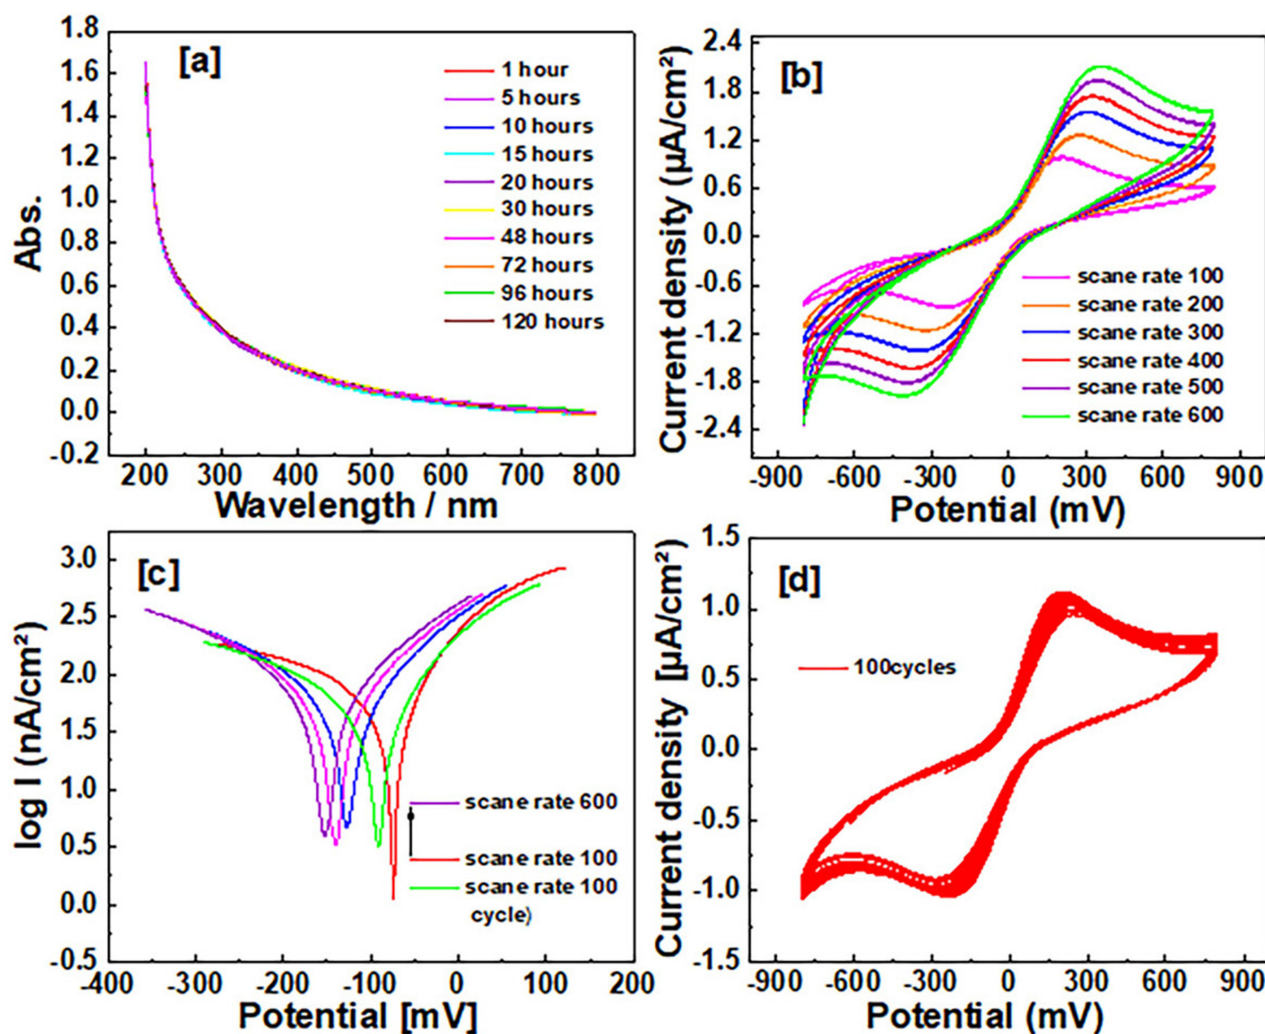 [a]
1.8
1.6
1.4
1.2
1.0
0.8
0.6
0.4
0.2
0.0
-0.2
Abs.
1 hour
5 hours
10 hours
15 hours
20 hours
30 hours
48 hours
72 hours
96 hours
120 hours
200 300 400 500 600 700 800
Wavelength / nm
[b]
2.4
1.8
1.2
0.6
0.0
-0.6
-1.2
-1.8
-2.4
Current density (µA/cm²)
scane rate 100
scane rate 200
scane rate 300
scane rate 400
scane rate 500
scane rate 600
-900 -600 -300 0 300 600 900
Potential (mV)
[c]
3.0
2.5
2.0
1.5
1.0
0.5
0.0
-0.5
log I (nA/cm²)
scane rate 600
scane rate 100
scane rate 100
cycle)
-400 -300 -200 -100 0 100 200
Potential [mV]
[d]
1.5
1.0
0.5
0.0
-0.5
-1.0
-1.5
Current density [µA/cm²)
100cycles
-900 -600 -300 0 300 600 900
Potential (mV)